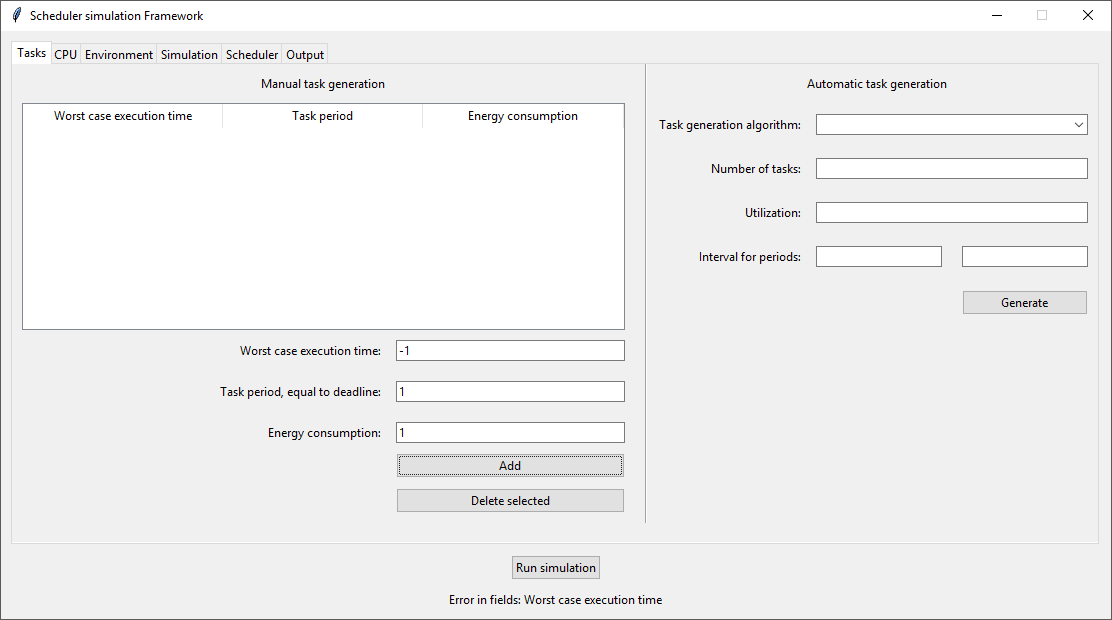 Scheduler simulation Framework
Tasks CPU Environment Simulation Scheduler Output
Manual task generation
Worst case execution time Task period Energy consumption
Worst case execution time: -1
Task period, equal to deadline: 1
Energy consumption: 1
Add
Delete selected
Automatic task generation
Task generation algorithm:
Number of tasks:
Utilization:
Interval for periods:
Generate
Run simulation
Error in fields: Worst case execution time